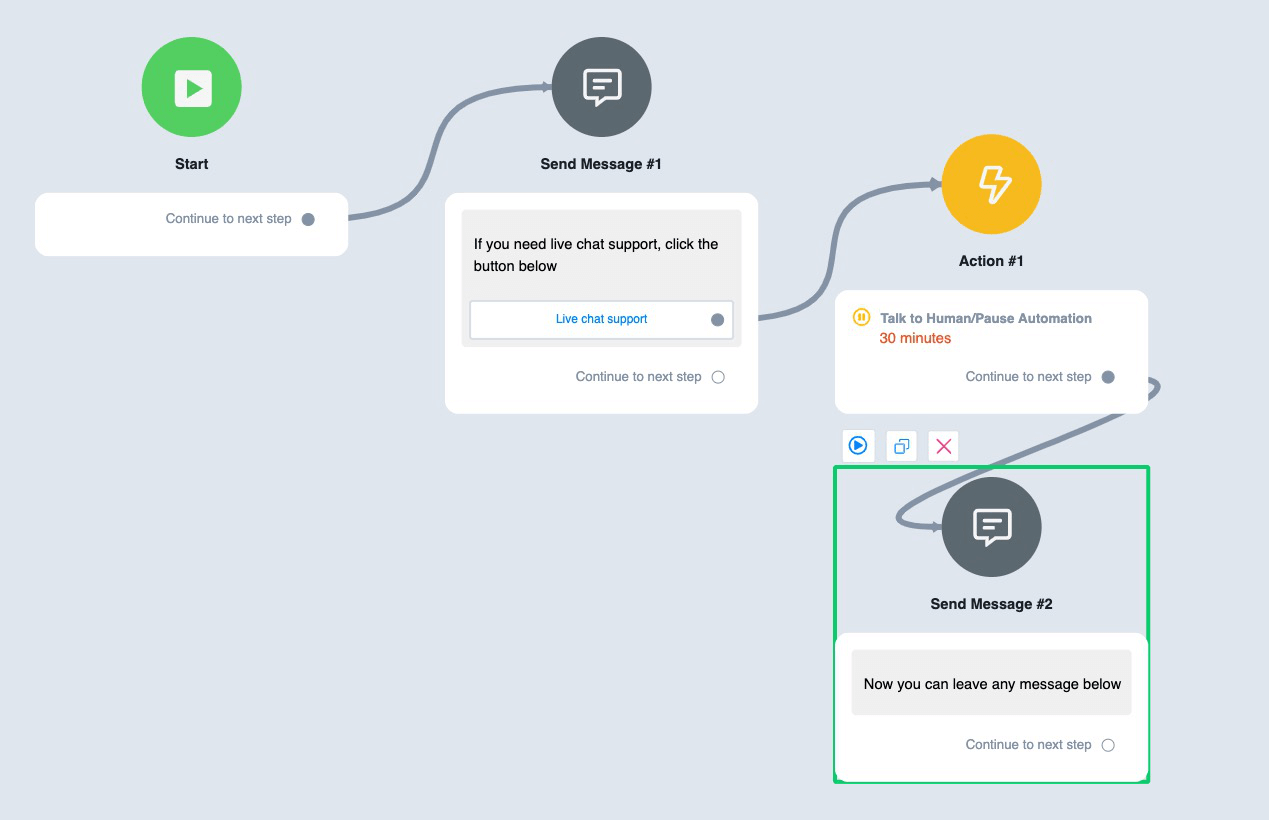 Start
Continue to next step
Send Message #1
If you need live chat support, click the
button below
Live chat support
Continue to next step
Action #1
Talk to Human/Pause Automation
30 minutes
Continue to next step
Send Message #2
Now you can leave any message below
Continue to next step